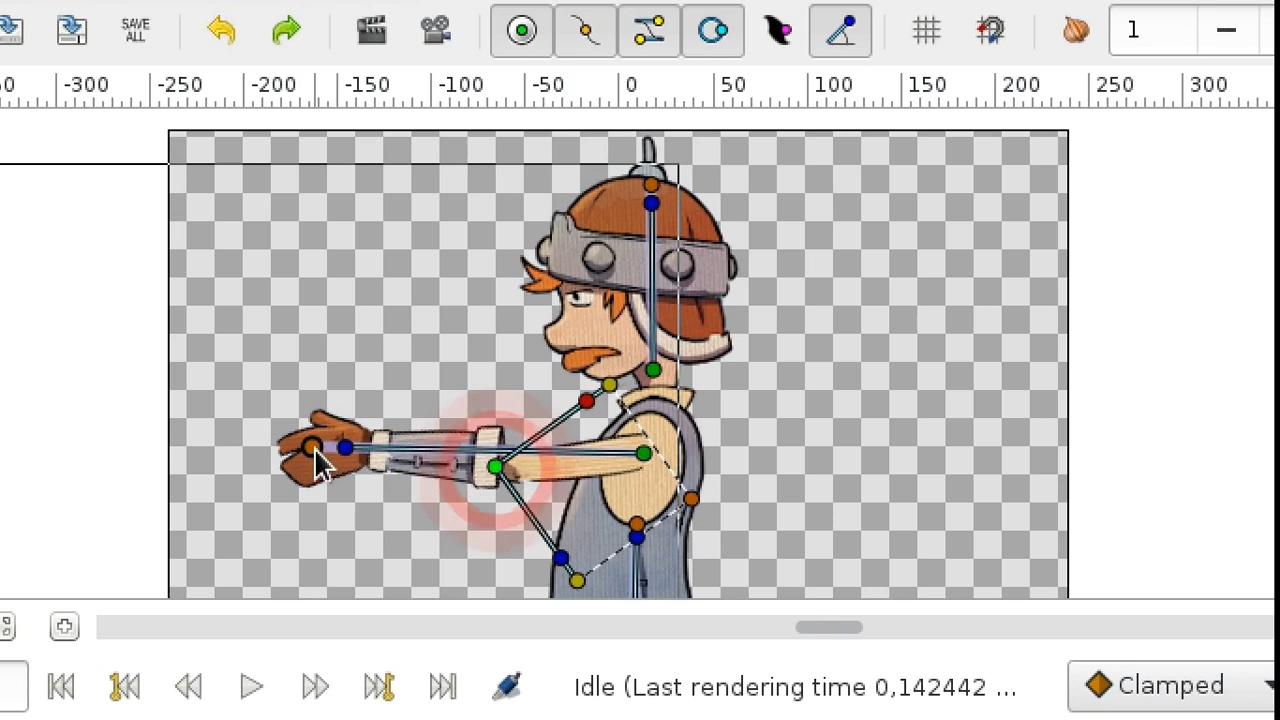 SAVE
ALL
1
-300 -250 -200 -150 -100 -50 0 50 100 150 200 250 300
Idle (Last rendering time 0,142442 ...
Clamped